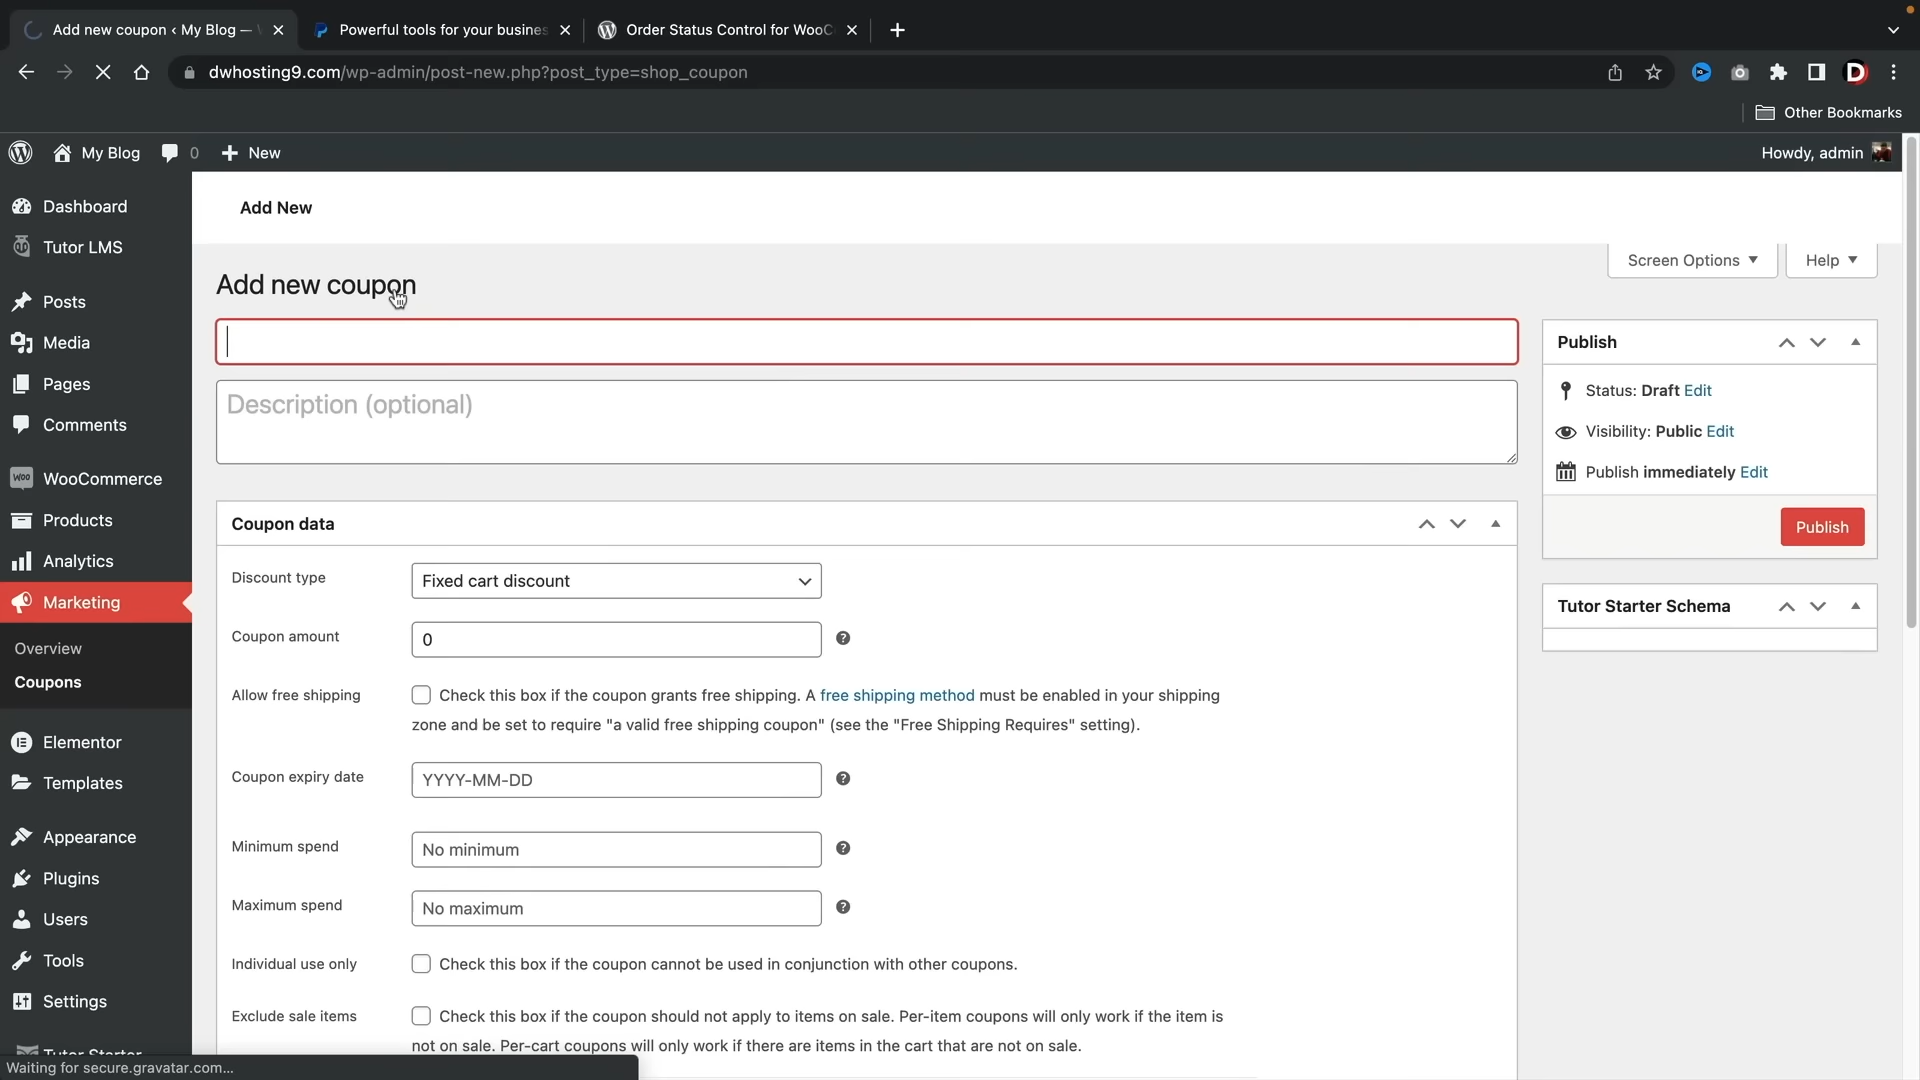 Add new coupon ‹ My Blog —
Powerful tools for your busines
Order Status Control for WooC
dwhosting9.com/wp-admin/post-new.php?post_type=shop_coupon
Other Bookmarks
My Blog
0
New
Howdy, admin
Dashboard
Tutor LMS
Posts
Media
Pages
Comments
WooCommerce
Products
Analytics
Marketing
Overview
Coupons
Elementor
Templates
Appearance
Plugins
Users
Tools
Settings
Tutor Starter
Waiting for secure.gravatar.com...
Add New
Screen Options
Help
Add new coupon
Description (optional)
Coupon data
Discount type
Fixed cart discount
Coupon amount
0
Allow free shipping
Check this box if the coupon grants free shipping. A free shipping method must be enabled in your shipping
zone and be set to require "a valid free shipping coupon" (see the "Free Shipping Requires" setting).
Coupon expiry date
YYYY-MM-DD
Minimum spend
No minimum
Maximum spend
No maximum
Individual use only
Check this box if the coupon cannot be used in conjunction with other coupons.
Exclude sale items
Check this box if the coupon should not apply to items on sale. Per-item coupons will only work if the item is
not on sale. Per-cart coupons will only work if there are items in the cart that are not on sale.
Publish
Status: Draft Edit
Visibility: Public Edit
Publish immediately Edit
Publish
Tutor Starter Schema